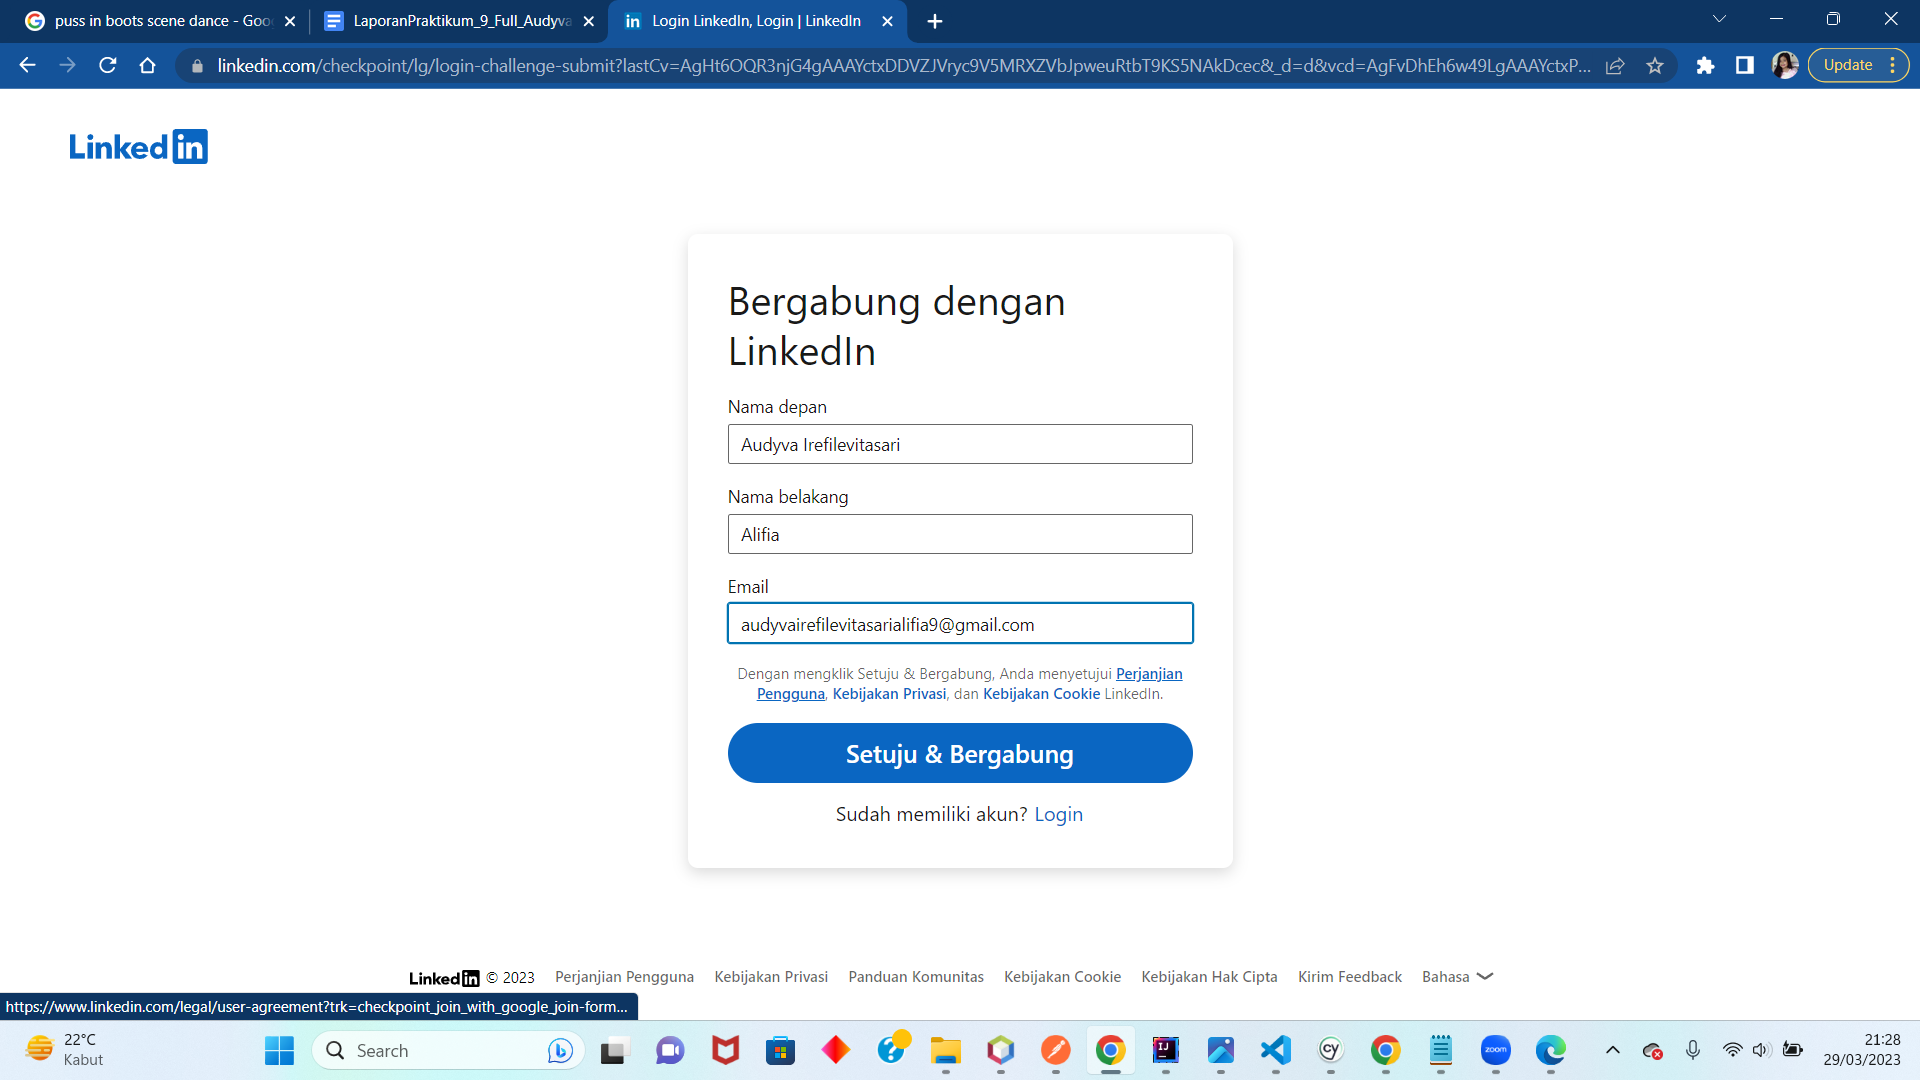 puss in boots scene dance - Goo
LaporanPraktikum_9_Full_Audyva
Login LinkedIn, Login | LinkedIn
linkedin.com/checkpoint/lg/login-challenge-submit?lastCv=AgHt6OQR3njG4gAAAYctxDDVZJVryc9V5MRXZVbJpweuRtbT9KS5NAkDcec&_d=d&vcd=AgFvDhEh6w49LgAAAYctxP...
Update
Linked in
Bergabung dengan
LinkedIn
Nama depan
Audyva Irefilevitasari
Nama belakang
Alifia
Email
audyvairefilevitasarialifia9@gmail.com
Dengan mengklik Setuju & Bergabung, Anda menyetujui Perjanjian
Pengguna, Kebijakan Privasi, dan Kebijakan Cookie LinkedIn.
Setuju & Bergabung
Sudah memiliki akun? Login
Linked in © 2023 Perjanjian Pengguna Kebijakan Privasi Panduan Komunitas Kebijakan Cookie Kebijakan Hak Cipta Kirim Feedback Bahasa
https://www.linkedin.com/legal/user-agreement?trk=checkpoint_join_with_google_join-form...
22°C
Kabut
Search
IJ
cy
zoom
21:28
29/03/2023